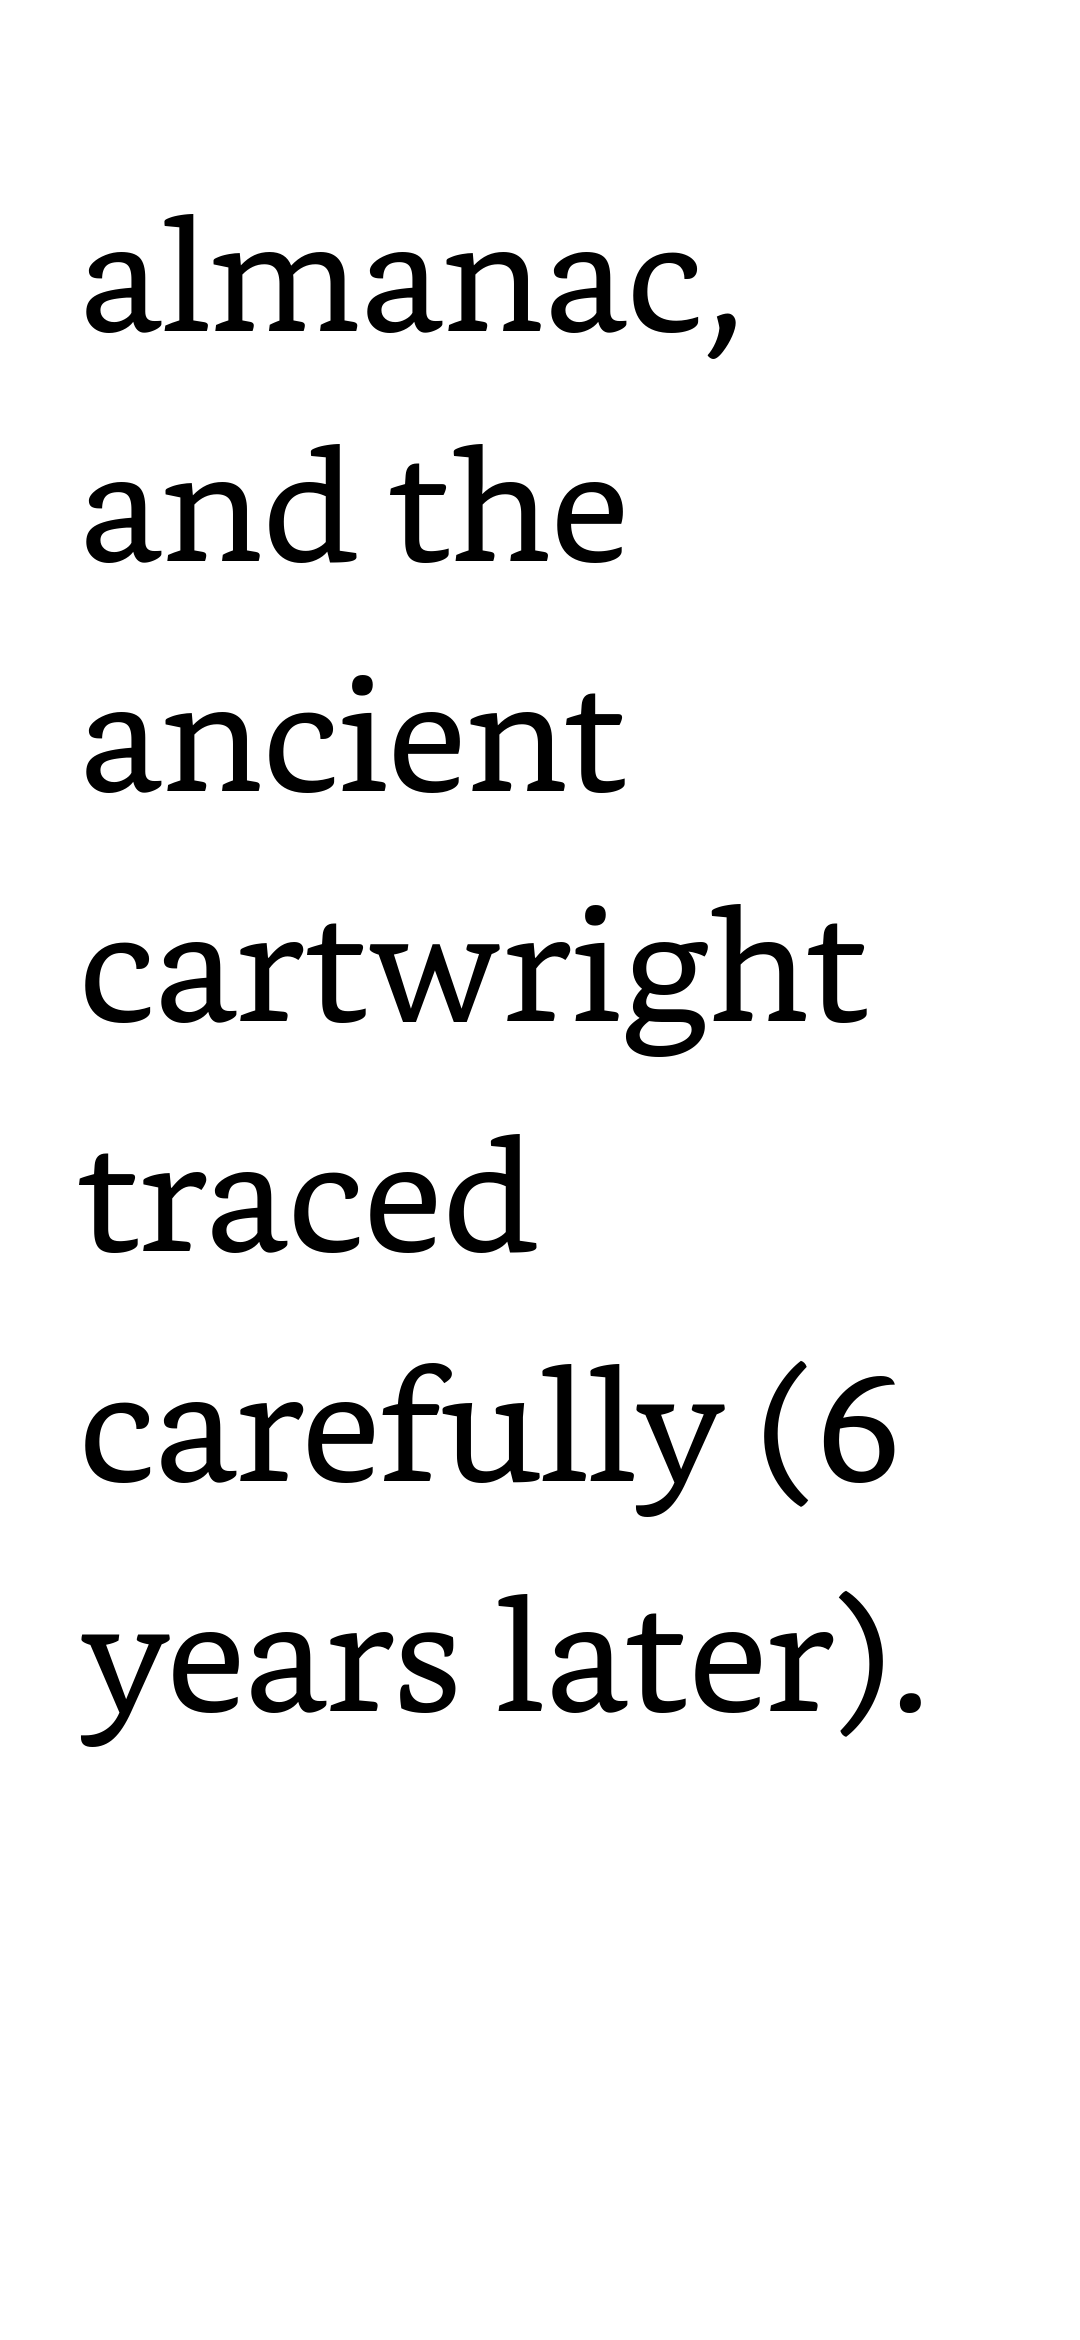 almanac,
and the
ancient
cartwright
traced
carefully (6
years later).